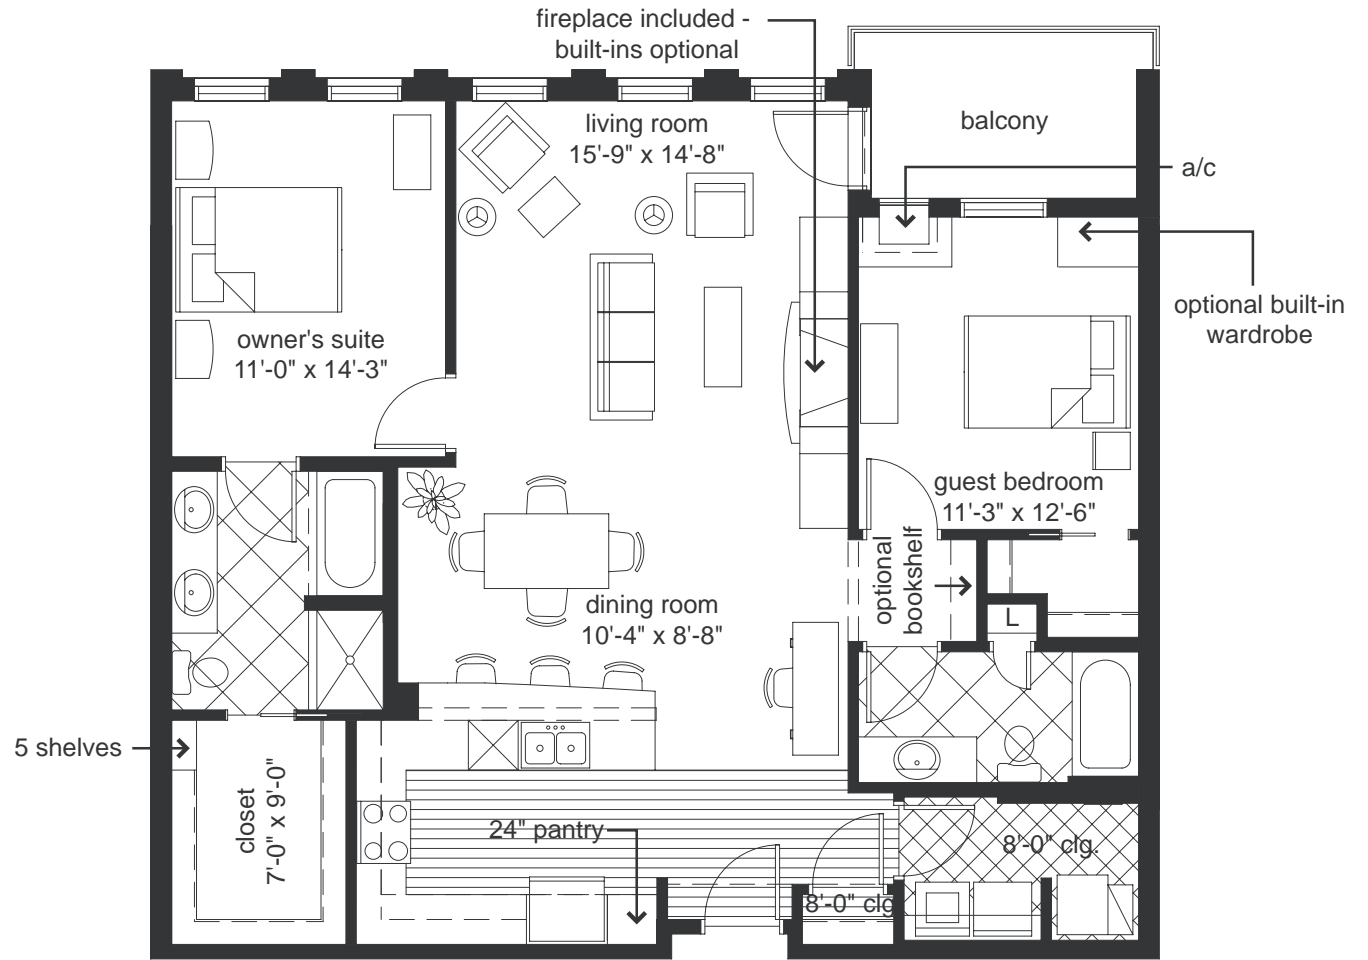 fireplace included -
built-ins optional
living room
15'-9" x 14'-8"
balcony
a/c
optional built-in
wardrobe
owner's suite
11'-0" x 14'-3"
guest bedroom
11'-3" x 12'-6"
optional
bookshelf
dining room
10'-4" x 8'-8"
L
5 shelves
closet
7'-0" x 9'-0"
24" pantry
8'-0" clg.
8'-0" clg